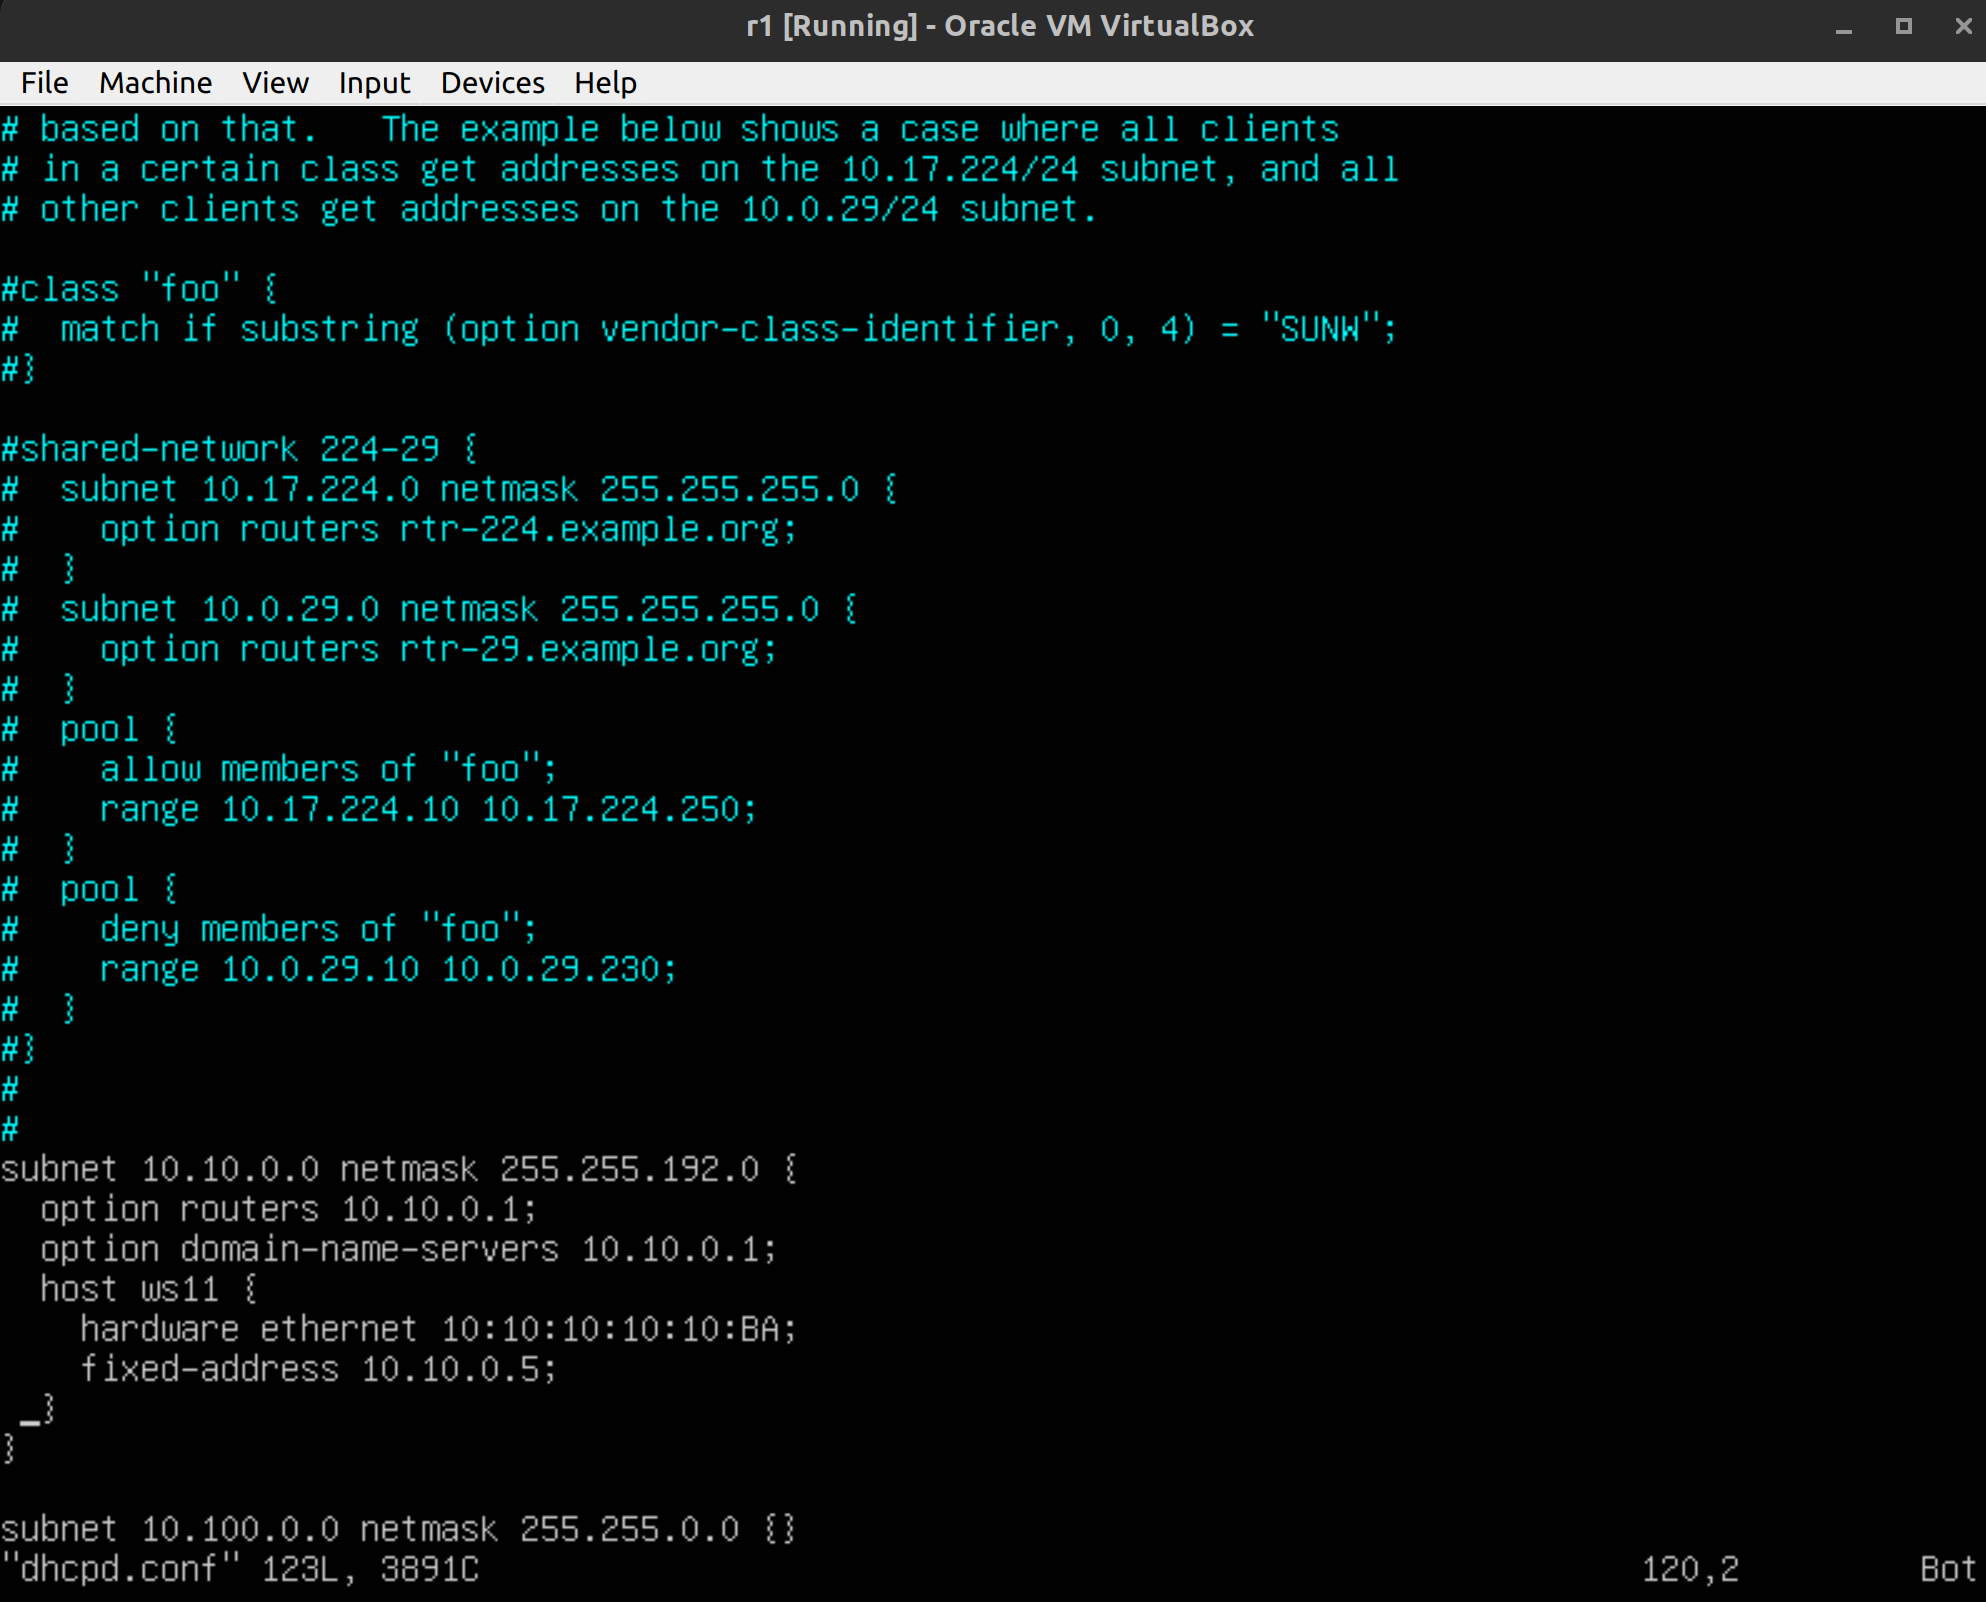 r1 [Running] - Oracle VM VirtualBox
File Machine View Input Devices Help
# based on that.   The example below shows a case where all clients
# in a certain class get addresses on the 10.17.224/24 subnet, and all
# other clients get addresses on the 10.0.29/24 subnet.
#class "foo" {
#  match if substring (option vendor-class-identifier, 0, 4) = "SUNW";
#}
#shared-network 224-29 {
#  subnet 10.17.224.0 netmask 255.255.255.0 {
#    option routers rtr-224.example.org;
#  }
#  subnet 10.0.29.0 netmask 255.255.255.0 {
#    option routers rtr-29.example.org;
#  }
#  pool {
#    allow members of "foo";
#    range 10.17.224.10 10.17.224.250;
#  }
#  pool {
#    deny members of "foo";
#    range 10.0.29.10 10.0.29.230;
#  }
#}
#
#
subnet 10.10.0.0 netmask 255.255.192.0 {
  option routers 10.10.0.1;
  option domain-name-servers 10.10.0.1;
  host ws11 {
    hardware ethernet 10:10:10:10:10:BA;
    fixed-address 10.10.0.5;
  }
}
subnet 10.100.0.0 netmask 255.255.0.0 {}
"dhcpd.conf" 123L, 3891C 120,2 Bot